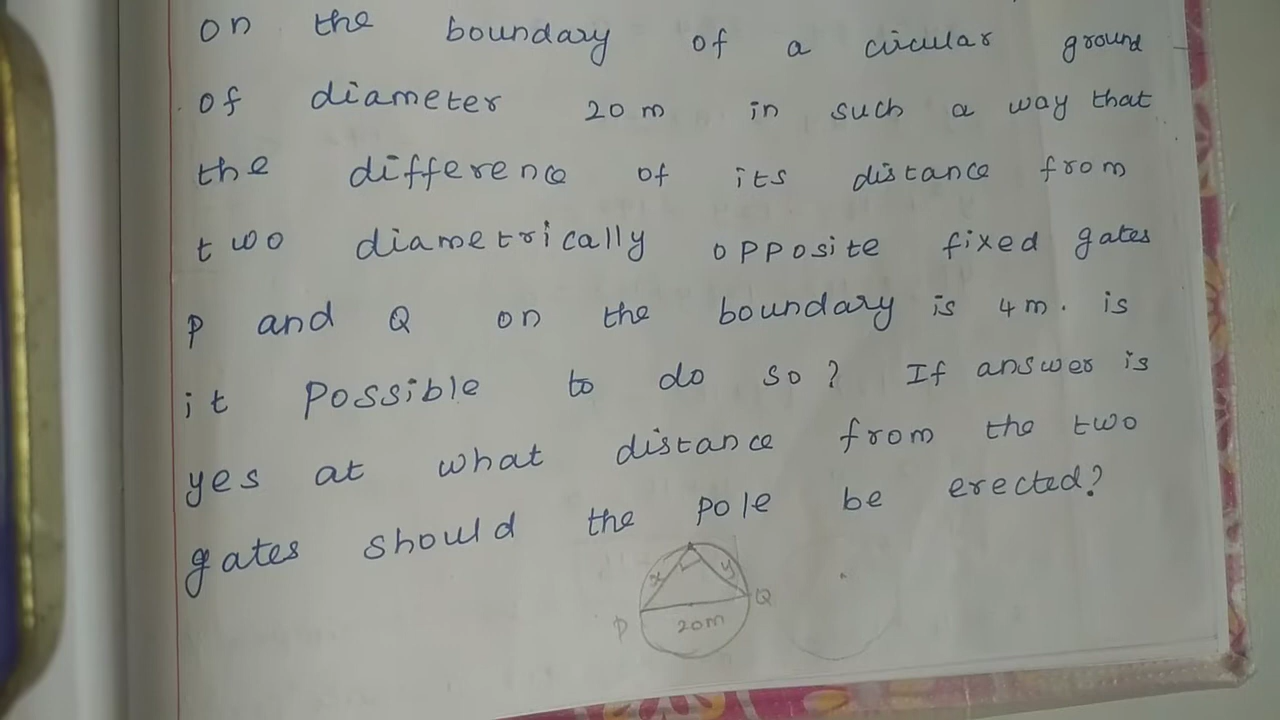 on the boundary of a circular ground
of diameter 20 m in such a way that
the difference of its distance from
two diametrically opposite fixed gates
P and Q on the boundary is 4m. is
it possible to do so? If answer is
yes at what distance from the two
gates should the pole be erected?
x y
P Q
20m